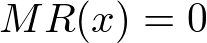 MR(x) = 0